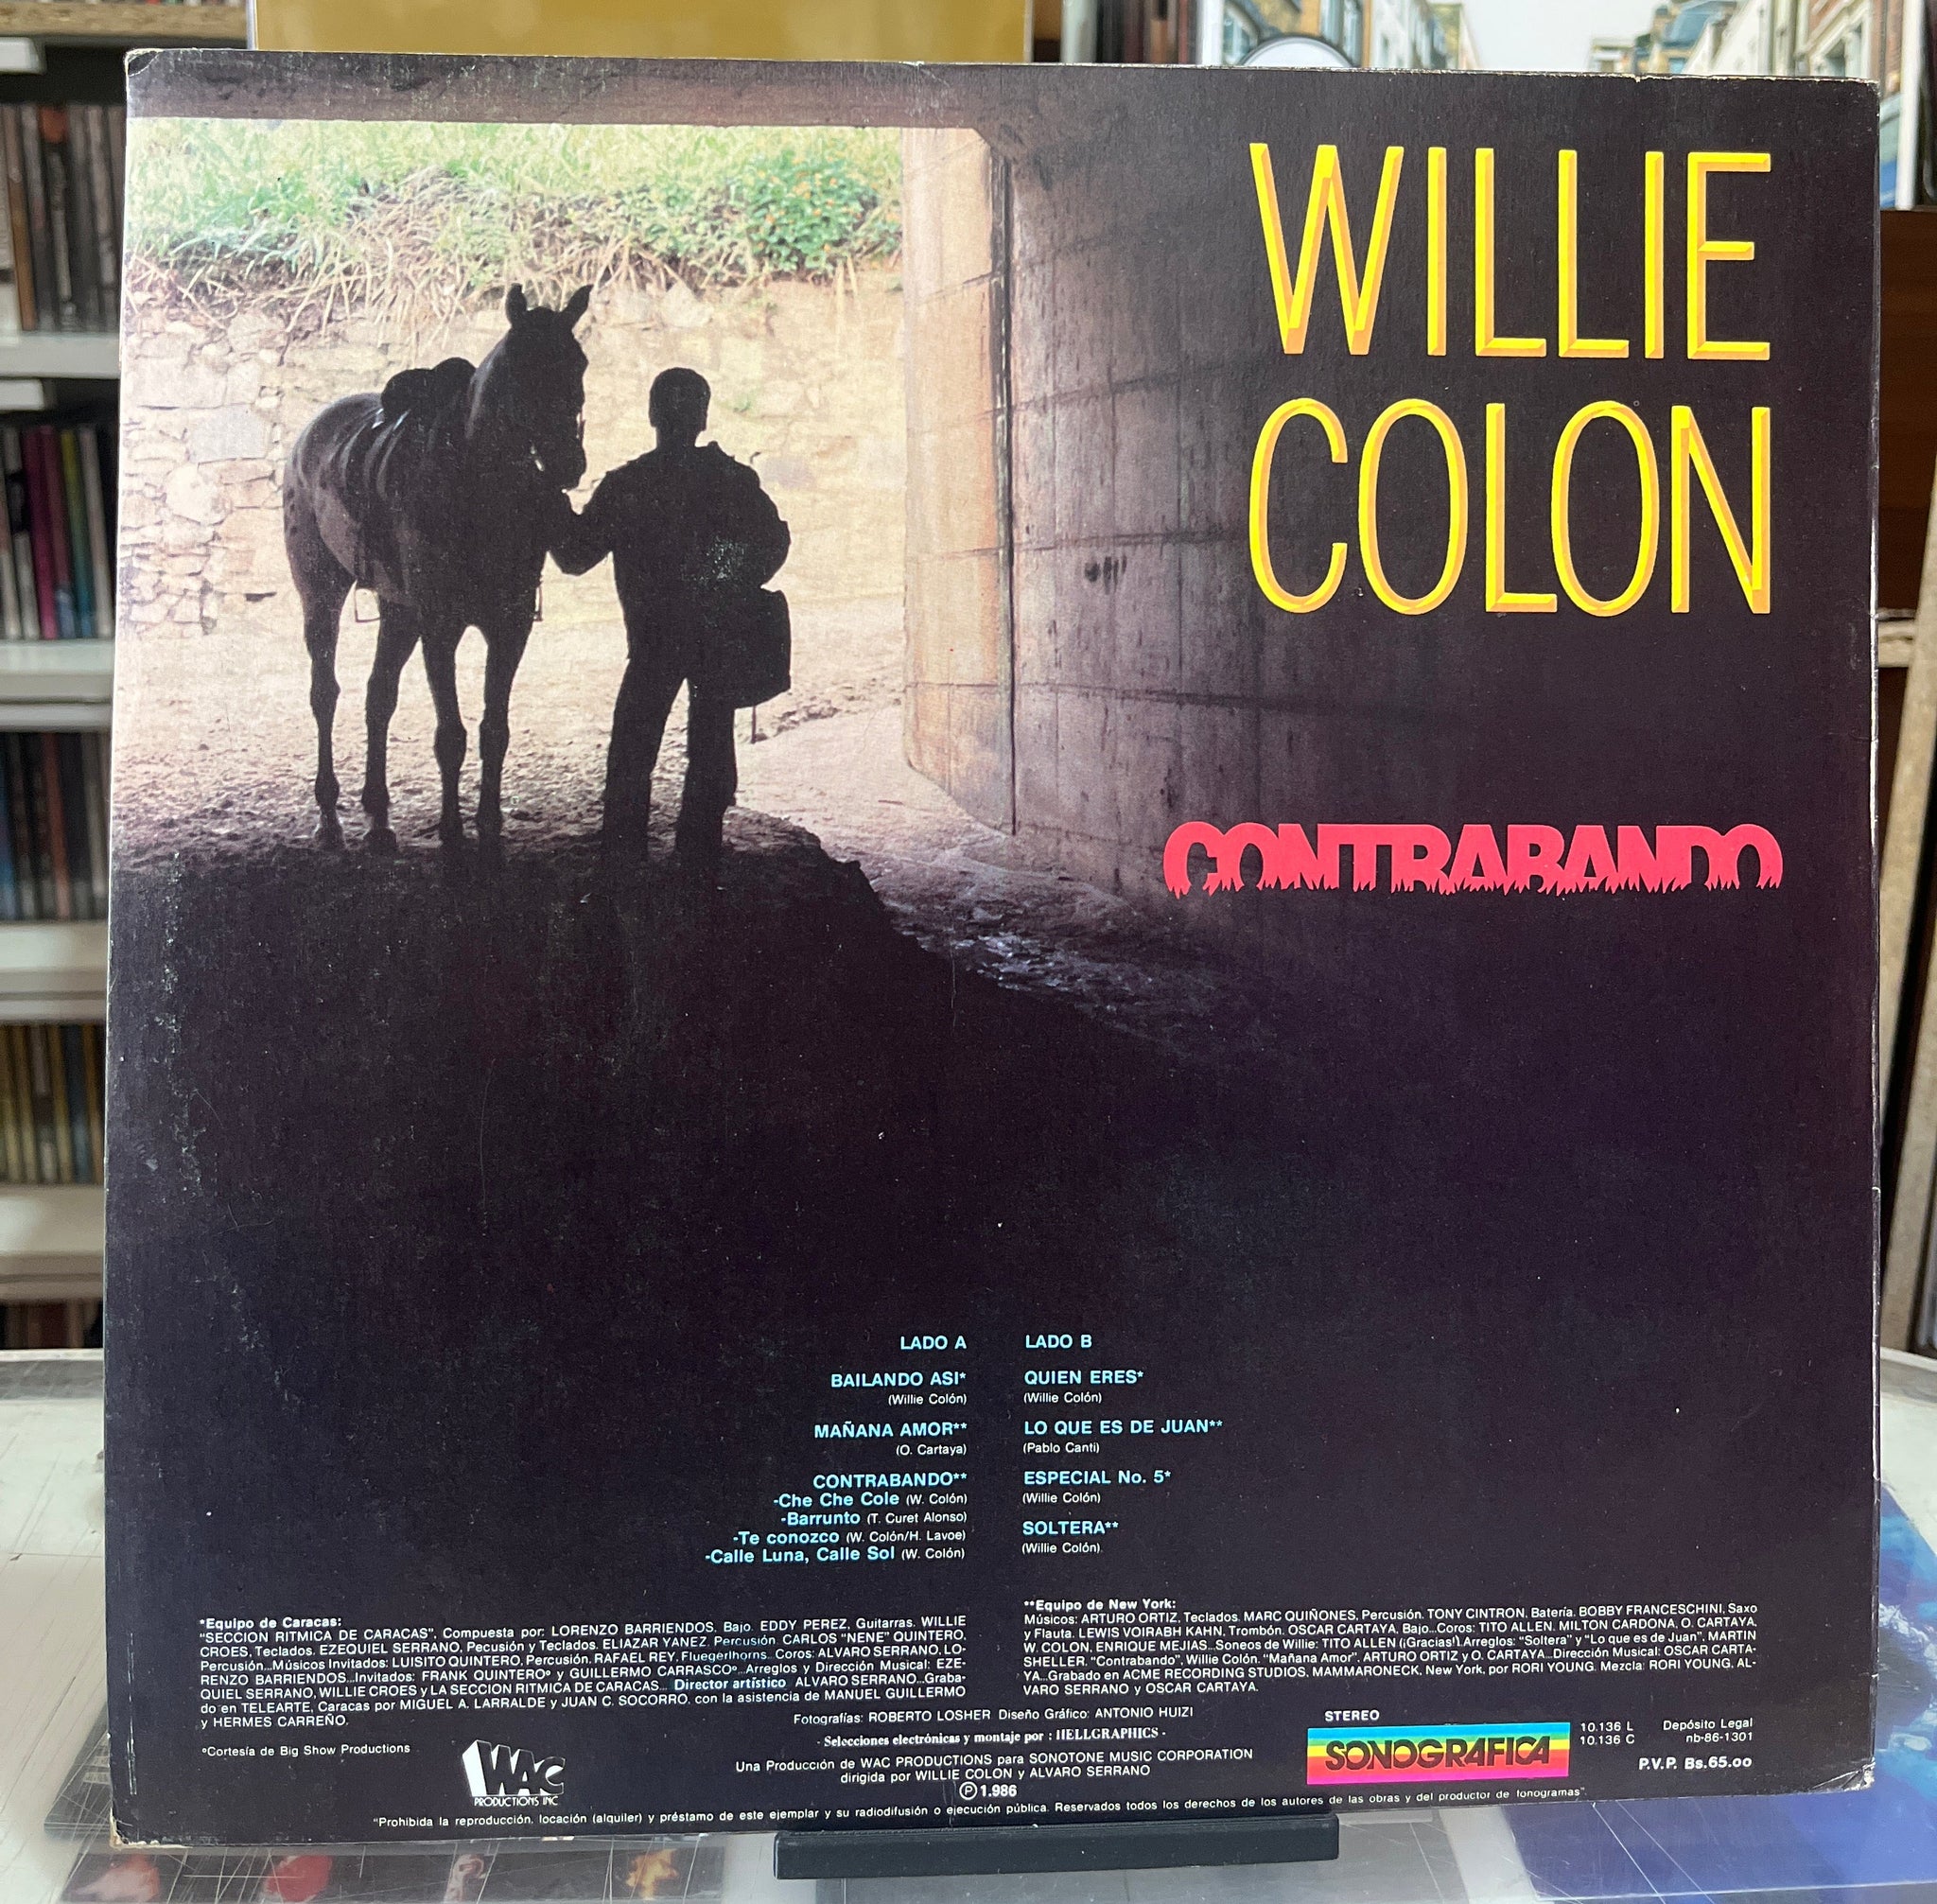 WILLIE
COLON
CONTRABANDO
LADO A
BAILANDO ASI*
(Willie Colón)
MAÑANA AMOR**
(O. Cartaya)
CONTRABANDO**
-Che Che Cole (W. Colón)
-Barrunto (T. Curet Alonso)
-Te conozco (W. Colón/H. Lavoe)
-Calle Luna, Calle Sol (W. Colón)
LADO B
QUIEN ERES*
(Willie Colón)
LO QUE ES DE JUAN**
(Pablo Canti)
ESPECIAL No. 5*
(Willie Colón)
SOLTERA**
(Willie Colón)
*Equipo de Caracas:
"SECCION RITMICA DE CARACAS", Compuesta por: LORENZO BARRIENDOS, Bajo. EDDY PEREZ, Guitarras. WILLIE
CROES, Teclados. EZEQUIEL SERRANO, Pecusión y Teclados. ELIAZAR YANEZ, Percusión. CARLOS "NENE" QUINTERO,
Percusión...Músicos Invitados: LUISITO QUINTERO, Percusión, RAFAEL REY, Fluegerlhorns...Coros: ALVARO SERRANO, LO-
RENZO BARRIENDOS...Invitados: FRANK QUINTERO° y GUILLERMO CARRASCO°...Arreglos y Dirección Musical: EZE-
QUIEL SERRANO, WILLIE CROES y LA SECCION RITMICA DE CARACAS... Director artístico ALVARO SERRANO...Graba-
do en TELEARTE, Caracas por MIGUEL A. LARRALDE y JUAN C. SOCORRO, con la asistencia de MANUEL GUILLERMO
y HERMES CARREÑO.
°Cortesía de Big Show Productions
**Equipo de New York:
Músicos: ARTURO ORTIZ, Teclados. MARC QUIÑONES, Percusión. TONY CINTRON, Batería. BOBBY FRANCESCHINI, Saxo
y Flauta. LEWIS VOIRABH KAHN, Trombón. OSCAR CARTAYA, Bajo...Coros: TITO ALLEN, MILTON CARDONA, O. CARTAYA,
W. COLON, ENRIQUE MEJIAS...Soneos de Willie: TITO ALLEN (¡Gracias!). Arreglos: "Soltera" y "Lo que es de Juan", MARTIN
SHELLER. "Contrabando", Willie Colón. "Mañana Amor", ARTURO ORTIZ y O. CARTAYA...Dirección Musical: OSCAR CARTA-
YA...Grabado en ACME RECORDING STUDIOS, MAMMARONECK, New York, por RORI YOUNG. Mezcla: RORI YOUNG, AL-
VARO SERRANO y OSCAR CARTAYA.
Fotografías: ROBERTO LOSHER Diseño Gráfico: ANTONIO HUIZI
- Selecciones electrónicas y montaje por : HELLGRAPHICS -
Una Producción de WAC PRODUCTIONS para SONOTONE MUSIC CORPORATION
dirigida por WILLIE COLON y ALVARO SERRANO
℗ 1.986
WAC
PRODUCTIONS INC
STEREO
SONOGRAFICA
10.136 L
10.136 C
Depósito Legal
nb-86-1301
P.V.P. Bs.65.oo
"Prohibida la reproducción, locación (alquiler) y préstamo de este ejemplar y su radiodifusión o ejecución pública. Reservados todos los derechos de los autores de las obras y del productor de fonogramas".